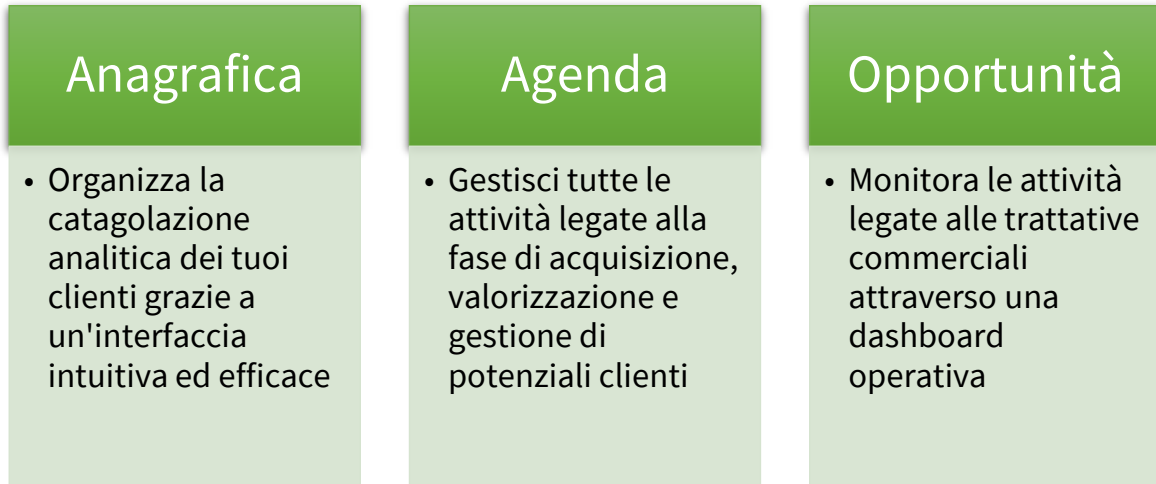 Anagrafica
• Organizza la
catagolazione
analitica dei tuoi
clienti grazie a
un'interfaccia
intuitiva ed efficace
Agenda
• Gestisci tutte le
attività legate alla
fase di acquisizione,
valorizzazione e
gestione di
potenziali clienti
Opportunità
• Monitora le attività
legate alle trattative
commerciali
attraverso una
dashboard
operativa